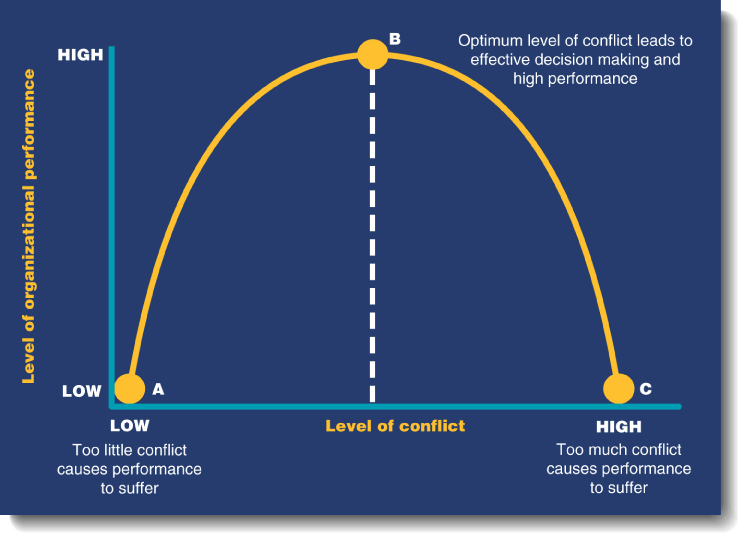 HIGH
B
Optimum level of conflict leads to
effective decision making and
high performance
Level of organizational performance
LOW
A
C
LOW
Level of conflict
HIGH
Too little conflict
causes performance
to suffer
Too much conflict
causes performance
to suffer